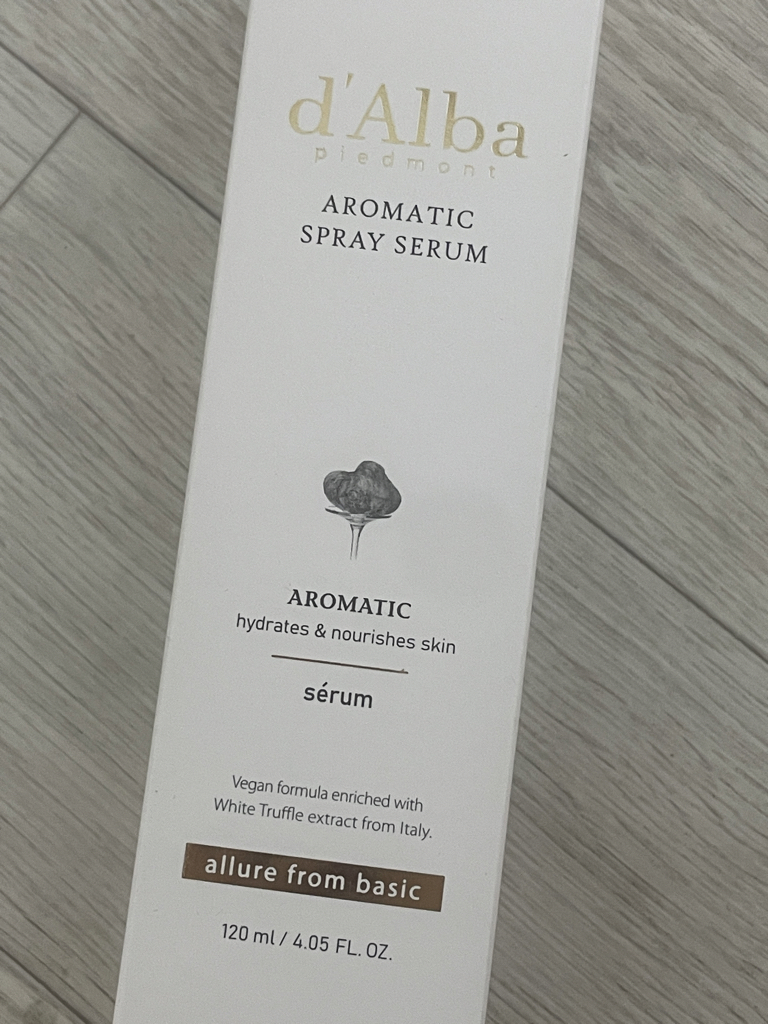 d'Alba
piedmont
AROMATIC
SPRAY SERUM
AROMATIC
hydrates & nourishes skin
sérum
Vegan formula enriched with
White Truffle extract from Italy.
allure from basic
120 ml / 4.05 FL. OZ.